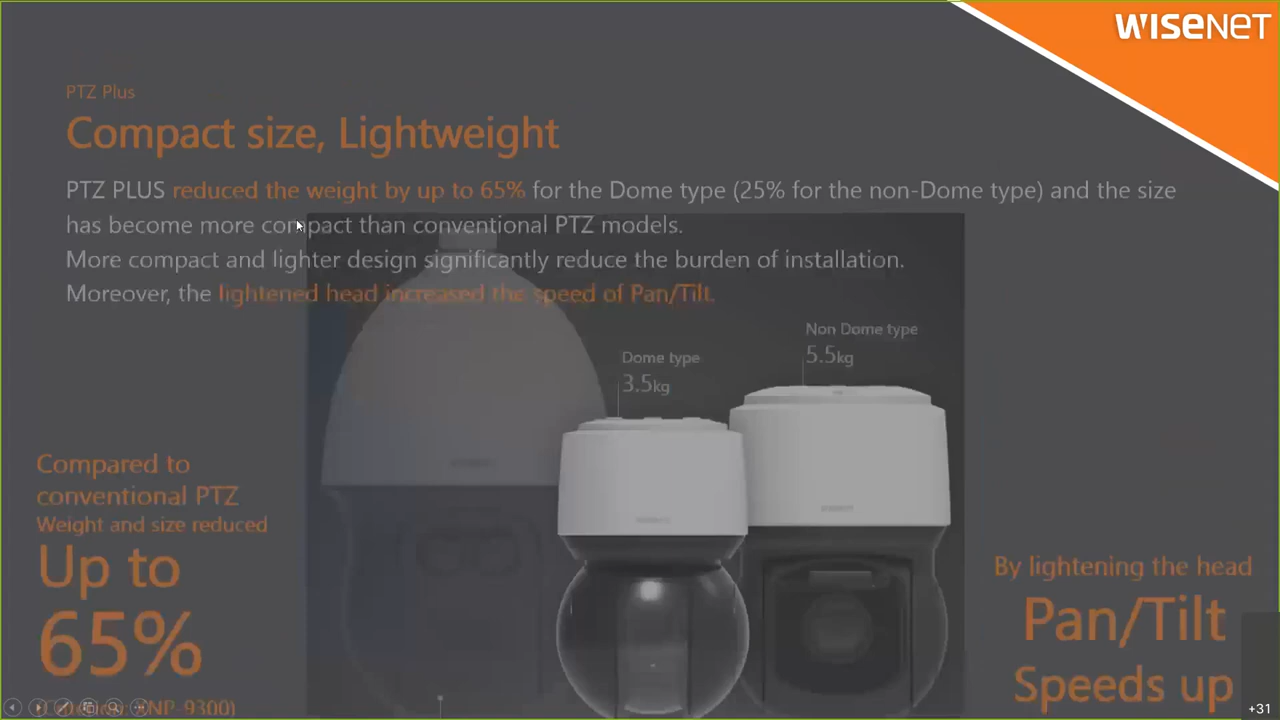 WISENET
PTZ Plus
Compact size, Lightweight
PTZ PLUS reduced the weight by up to 65% for the Dome type (25% for the non-Dome type) and the size
has become more compact than conventional PTZ models.
More compact and lighter design significantly reduce the burden of installation.
Moreover, the lightened head increased the speed of Pan/Tilt.
Non Dome type
5.5kg
Dome type
3.5kg
Compared to
conventional PTZ
Weight and size reduced
Up to
65%
By lightening the head
Pan/Tilt
Speeds up
+31